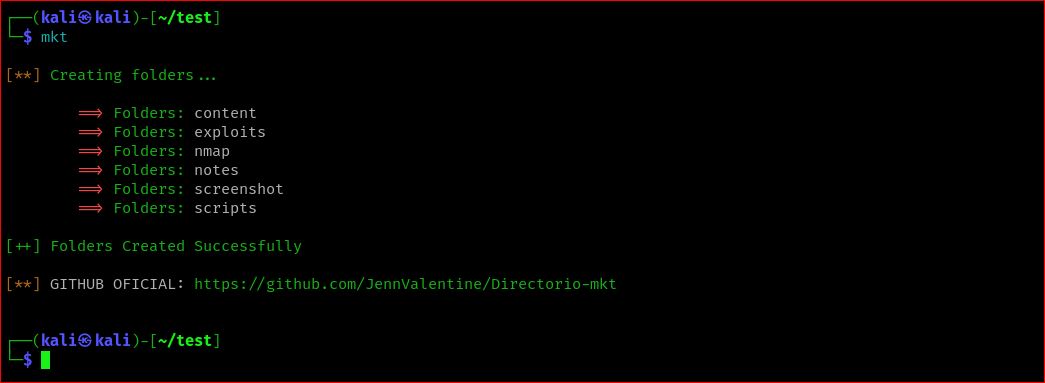 ┌──(kali㉿kali)-[~/test]
└─$ mkt
[**] Creating folders...
==> Folders: content
==> Folders: exploits
==> Folders: nmap
==> Folders: notes
==> Folders: screenshot
==> Folders: scripts
[++] Folders Created Successfully
[**] GITHUB OFICIAL: https://github.com/JennValentine/Directorio-mkt
┌──(kali㉿kali)-[~/test]
└─$